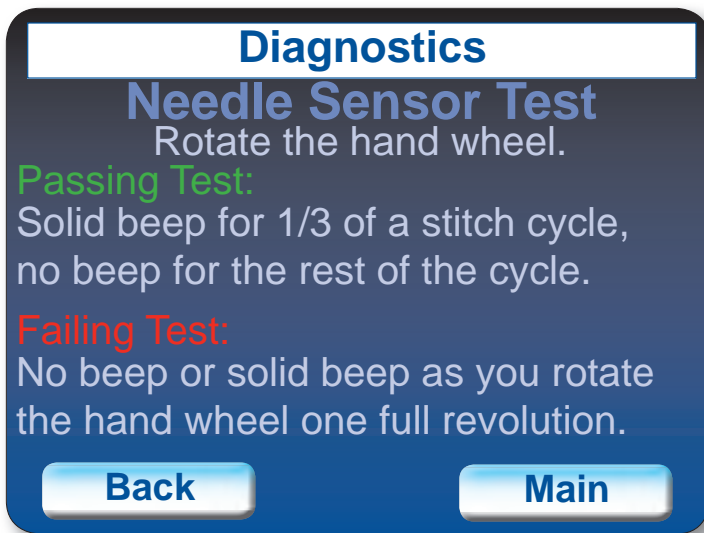 Diagnostics
Needle Sensor Test
Rotate the hand wheel.
Passing Test:
Solid beep for 1/3 of a stitch cycle,
no beep for the rest of the cycle.
Failing Test:
No beep or solid beep as you rotate
the hand wheel one full revolution.
Back
Main